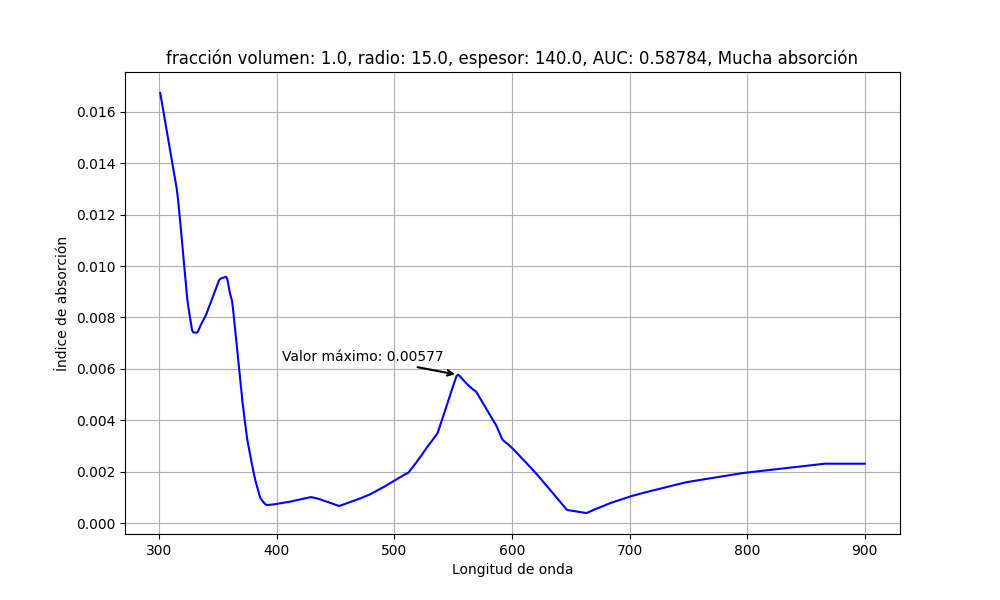 fracción volumen: 1.0, radio: 15.0, espesor: 140.0, AUC: 0.58784, Mucha absorción
Índice de absorción
0.016
0.014
0.012
0.010
0.008
0.006
0.004
0.002
0.000
Valor máximo: 0.00577
300 400 500 600 700 800 900
Longitud de onda